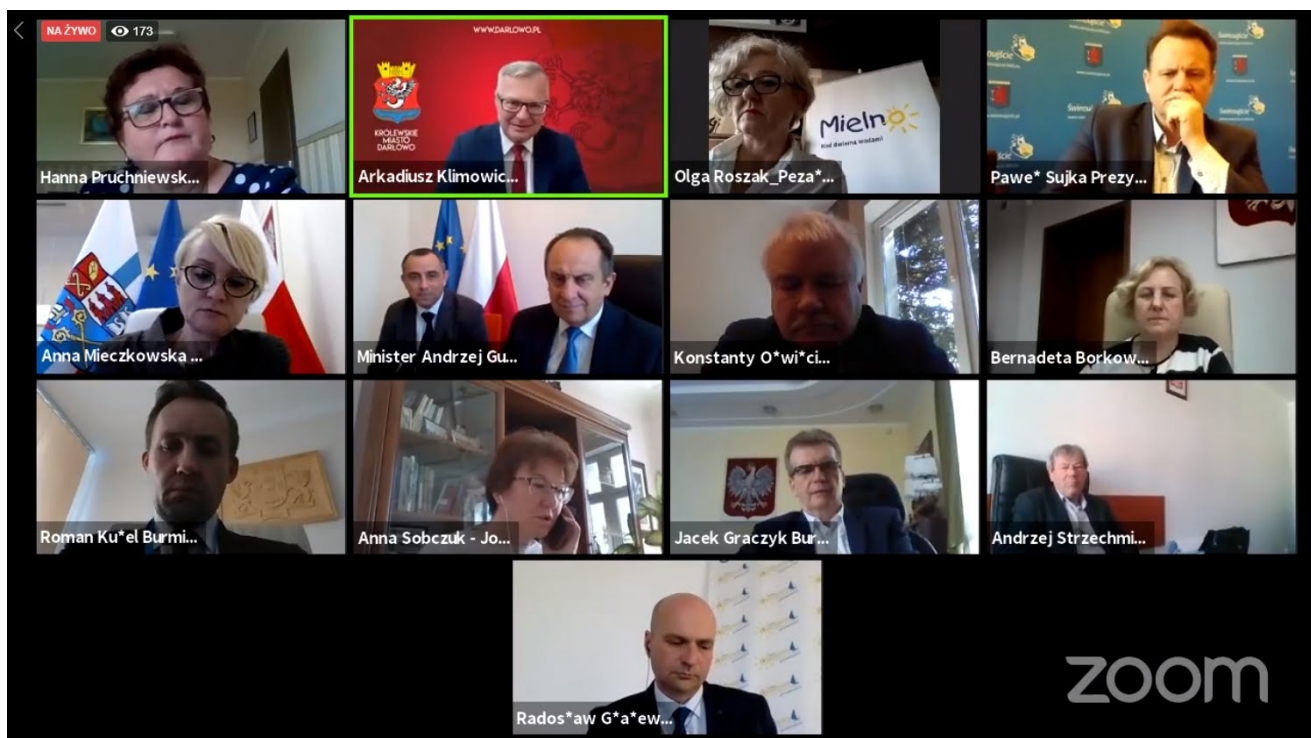 NA ŻYWO 173
Hanna Pruchniewsk...
WWW.DARLOWO.PL
KRÓLEWSKIE
MIASTO
DARŁOWO
Arkadiusz Klimowic...
Mielno
Olga Roszak_Peza*...
Świnoujście
Pawe* Sujka Prezy...
Anna Mieczkowska ...
Minister Andrzej Gu...
Konstanty O*wi*ci...
Bernadeta Borkow...
Roman Ku*el Burmi...
Anna Sobczuk - Jo...
Jacek Graczyk Bur...
Andrzej Strzechmi...
Rados*aw G*a*ew...
zoom